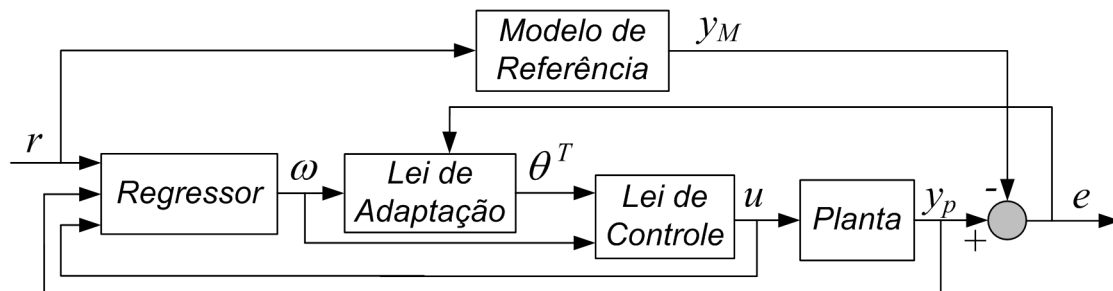 Modelo de
Referência
y_M
r
Regressor
ω
Lei de
Adaptação
θ^T
Lei de
Controle
u
Planta
y_p
-
+
e